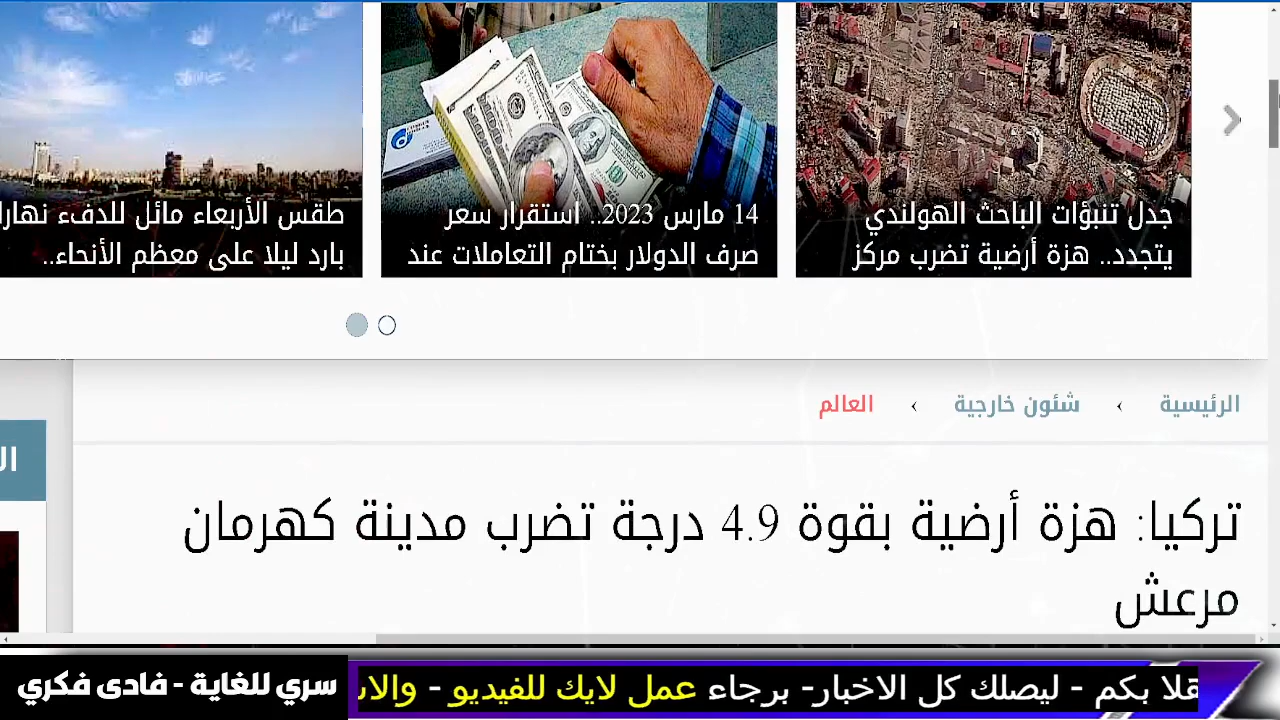 جدل تنبؤات الباحث الهولندي
يتجدد.. هزة أرضية تضرب مركز
14 مارس 2023.. استقرار سعر
صرف الدولار بختام التعاملات عند
طقس الأربعاء مائل للدفء نهارا
بارد ليلا على معظم الأنحاء..
الرئيسية › شئون خارجية › العالم
تركيا: هزة أرضية بقوة 4.9 درجة تضرب مدينة كهرمان
مرعش
بكم - ليصلك كل الاخبار- برجاء عمل لايك للفيديو -
سري للغاية - فادى فكري